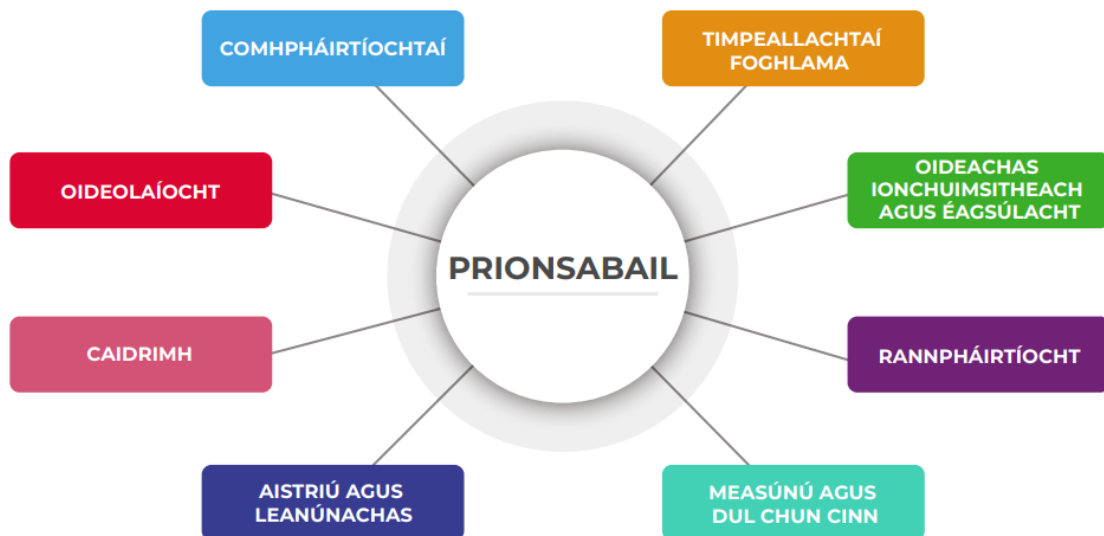 COMHPHÁIRTÍOCHTAÍ
TIMPEALLACHTAÍ
FOGHLAMA
OIDEOLAÍOCHT
OIDEACHAS
IONCHUIMSITHEACH
AGUS ÉAGSÚLACHT
PRIONSABAIL
CAIDRIMH
RANNPHÁIRTÍOCHT
AISTRIÚ AGUS
LEANÚNACHAS
MEASÚNÚ AGUS
DUL CHUN CINN